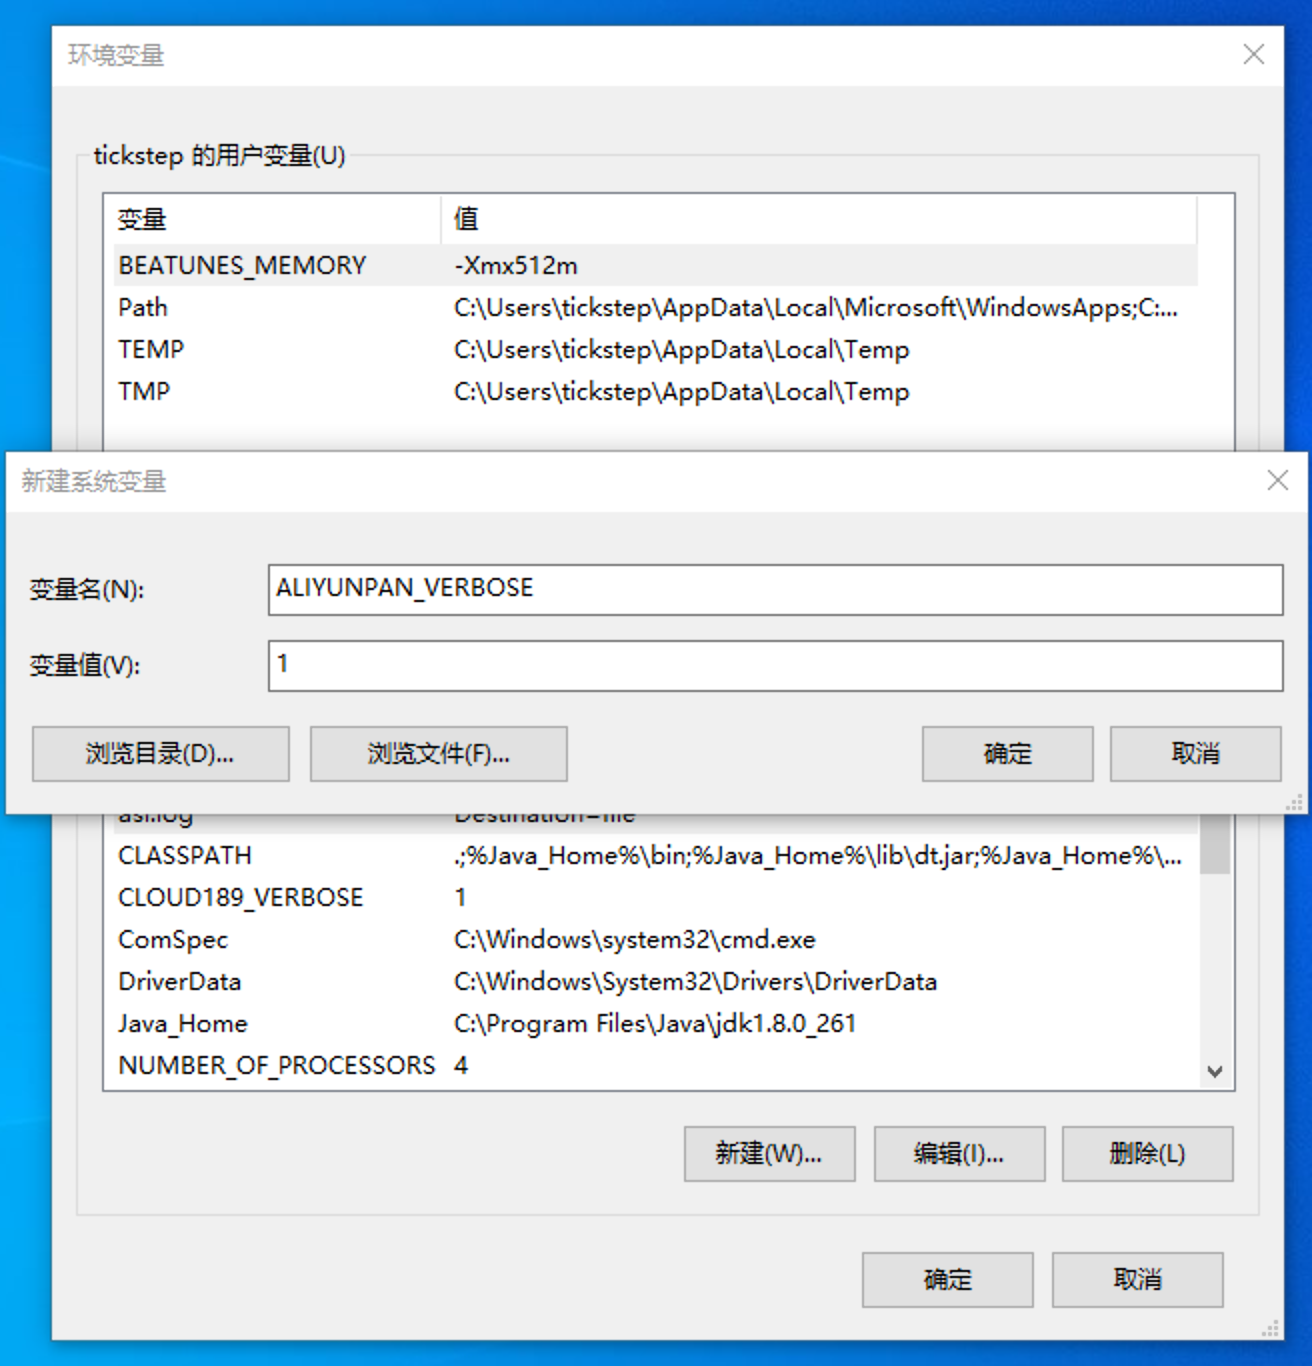 环境变量
tickstep 的用户变量(U)
变量 值
BEATUNES_MEMORY -Xmx512m
Path C:\Users\tickstep\AppData\Local\Microsoft\WindowsApps;C:...
TEMP C:\Users\tickstep\AppData\Local\Temp
TMP C:\Users\tickstep\AppData\Local\Temp
新建系统变量
变量名(N): ALIYUNPAN_VERBOSE
变量值(V): 1
浏览目录(D)... 浏览文件(F)... 确定 取消
asl.log Destination=file
CLASSPATH .;%Java_Home%\bin;%Java_Home%\lib\dt.jar;%Java_Home%\...
CLOUD189_VERBOSE 1
ComSpec C:\Windows\system32\cmd.exe
DriverData C:\Windows\System32\Drivers\DriverData
Java_Home C:\Program Files\Java\jdk1.8.0_261
NUMBER_OF_PROCESSORS 4
新建(W)... 编辑(I)... 删除(L)
确定 取消